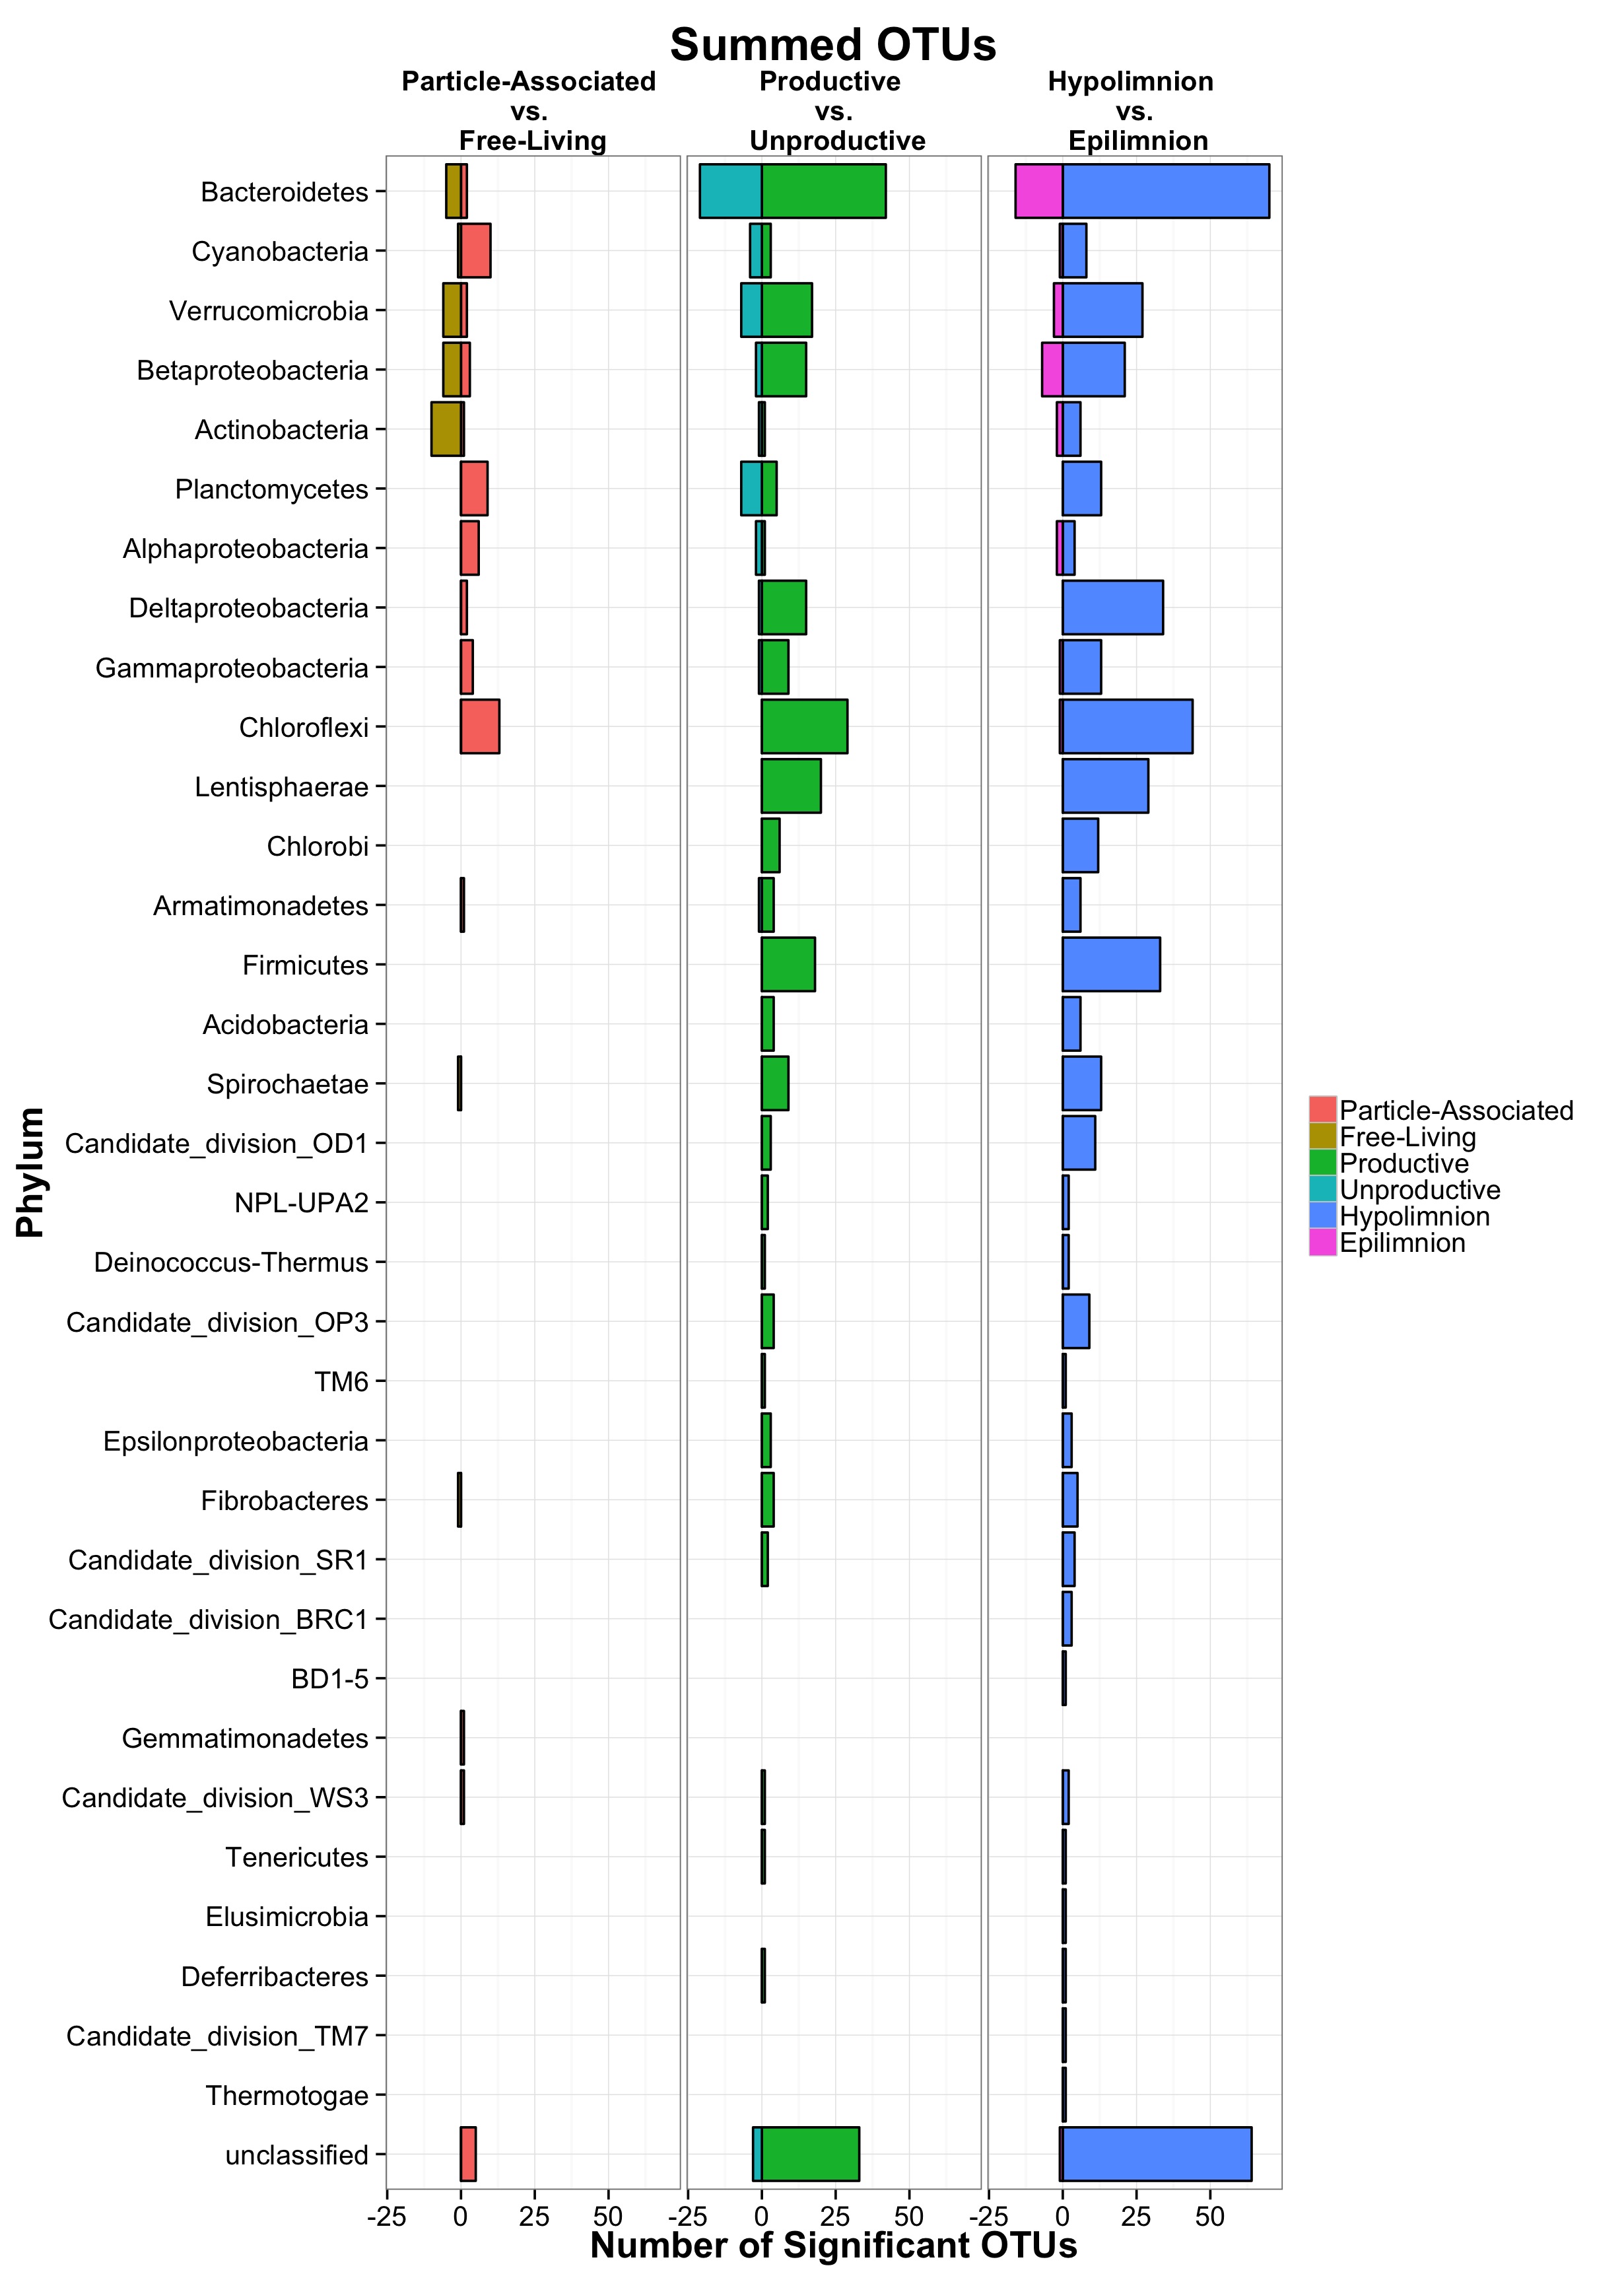 Summed OTUs
Particle-Associated
vs.
Free-Living
Productive
vs.
Unproductive
Hypolimnion
vs.
Epilimnion
Phylum
Bacteroidetes
Cyanobacteria
Verrucomicrobia
Betaproteobacteria
Actinobacteria
Planctomycetes
Alphaproteobacteria
Deltaproteobacteria
Gammaproteobacteria
Chloroflexi
Lentisphaerae
Chlorobi
Armatimonadetes
Firmicutes
Acidobacteria
Spirochaetae
Candidate_division_OD1
NPL-UPA2
Deinococcus-Thermus
Candidate_division_OP3
TM6
Epsilonproteobacteria
Fibrobacteres
Candidate_division_SR1
Candidate_division_BRC1
BD1-5
Gemmatimonadetes
Candidate_division_WS3
Tenericutes
Elusimicrobia
Deferribacteres
Candidate_division_TM7
Thermotogae
unclassified
-25 0 25 50 -25 0 25 50 -25 0 25 50
Number of Significant OTUs
Particle-Associated
Free-Living
Productive
Unproductive
Hypolimnion
Epilimnion